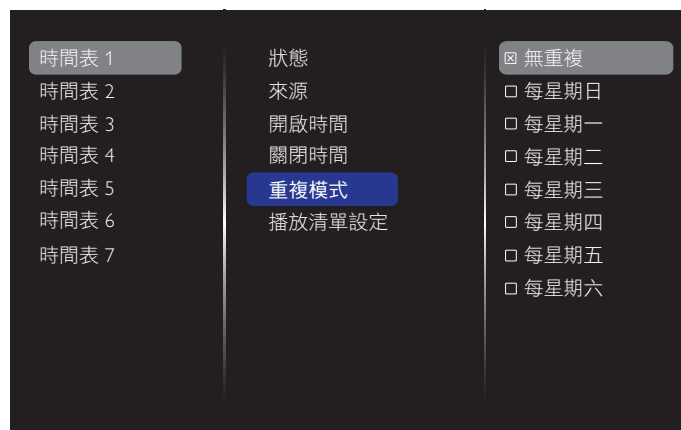 時間表 1
時間表 2
時間表 3
時間表 4
時間表 5
時間表 6
時間表 7
狀態
來源
開啟時間
關閉時間
重複模式
播放清單設定
無重複
每星期日
每星期一
每星期二
每星期三
每星期四
每星期五
每星期六